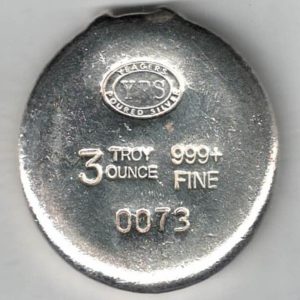 YEAGER'S
YPS
POURED SILVER
3 TROY OUNCE
999+ FINE
0073